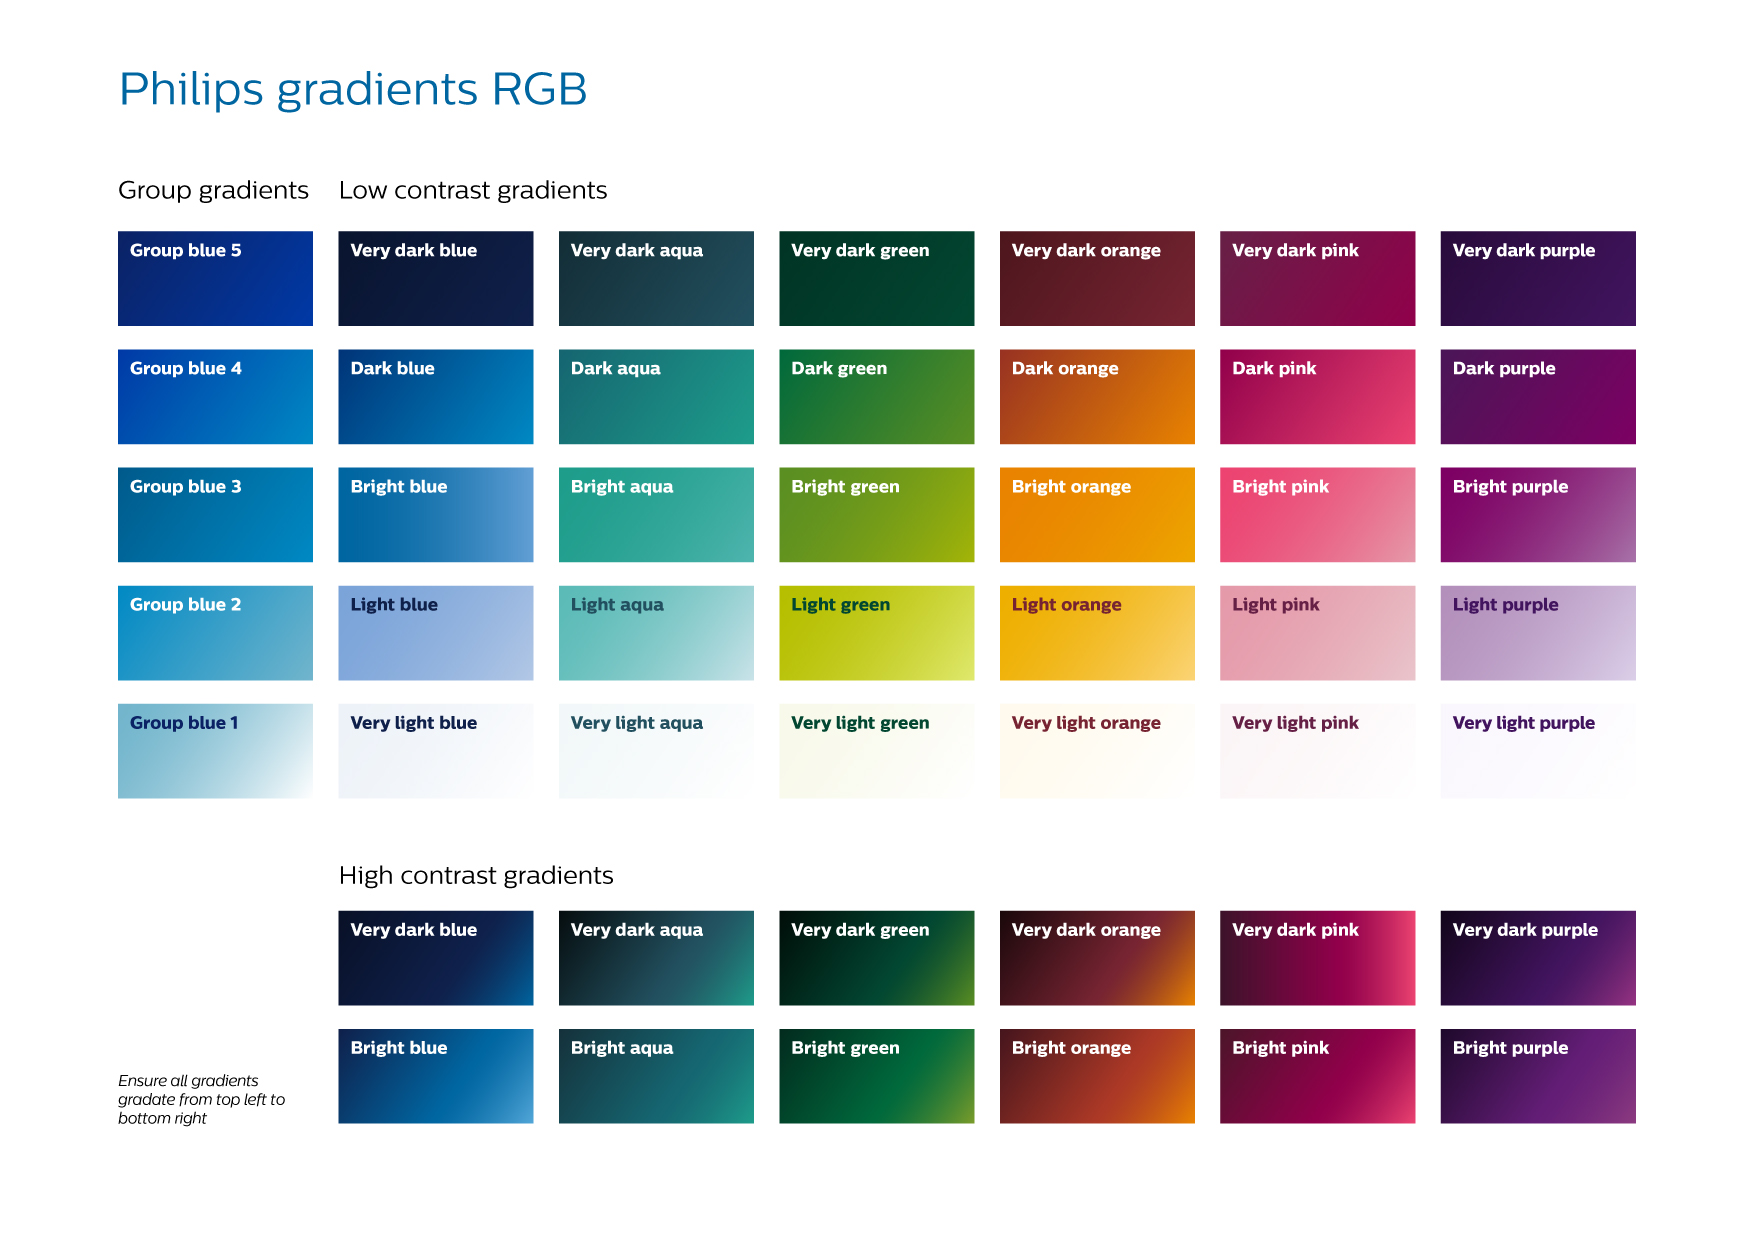 Philips gradients RGB
Group gradients
Low contrast gradients
Group blue 5
Very dark blue
Very dark aqua
Very dark green
Very dark orange
Very dark pink
Very dark purple
Group blue 4
Dark blue
Dark aqua
Dark green
Dark orange
Dark pink
Dark purple
Group blue 3
Bright blue
Bright aqua
Bright green
Bright orange
Bright pink
Bright purple
Group blue 2
Light blue
Light aqua
Light green
Light orange
Light pink
Light purple
Group blue 1
Very light blue
Very light aqua
Very light green
Very light orange
Very light pink
Very light purple
High contrast gradients
Very dark blue
Very dark aqua
Very dark green
Very dark orange
Very dark pink
Very dark purple
Bright blue
Bright aqua
Bright green
Bright orange
Bright pink
Bright purple
Ensure all gradients
gradate from top left to
bottom right